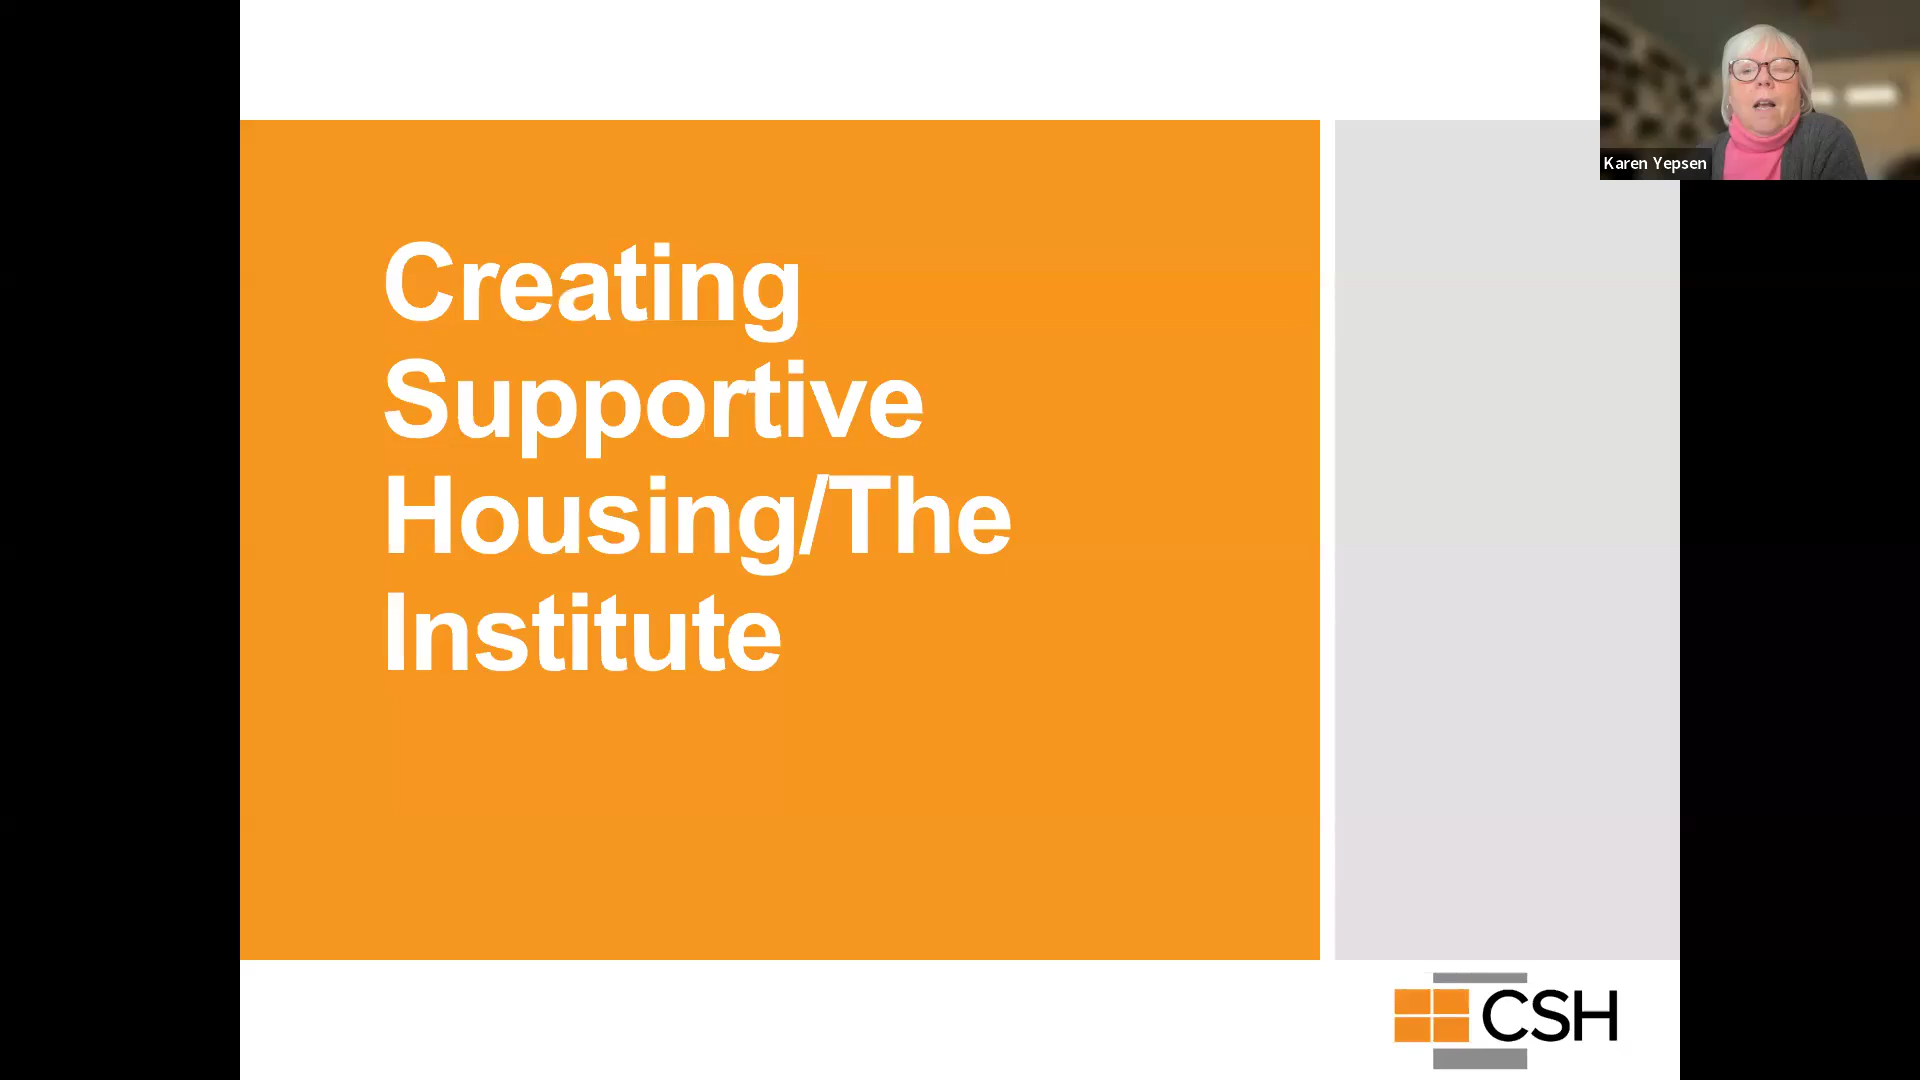 Karen Yepsen
Creating
Supportive
Housing/The
Institute
CSH